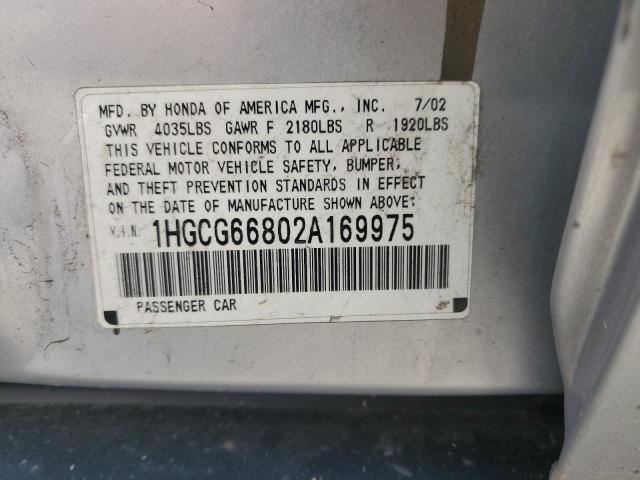 MFD. BY HONDA OF AMERICA MFG., INC. 7/02
GVWR 4035LBS GAWR F 2180LBS R 1920LBS
THIS VEHICLE CONFORMS TO ALL APPLICABLE
FEDERAL MOTOR VEHICLE SAFETY, BUMPER,
AND THEFT PREVENTION STANDARDS IN EFFECT
ON THE DATE OF MANUFACTURE SHOWN ABOVE:
V.I.N. 1HGCG66802A169975
PASSENGER CAR